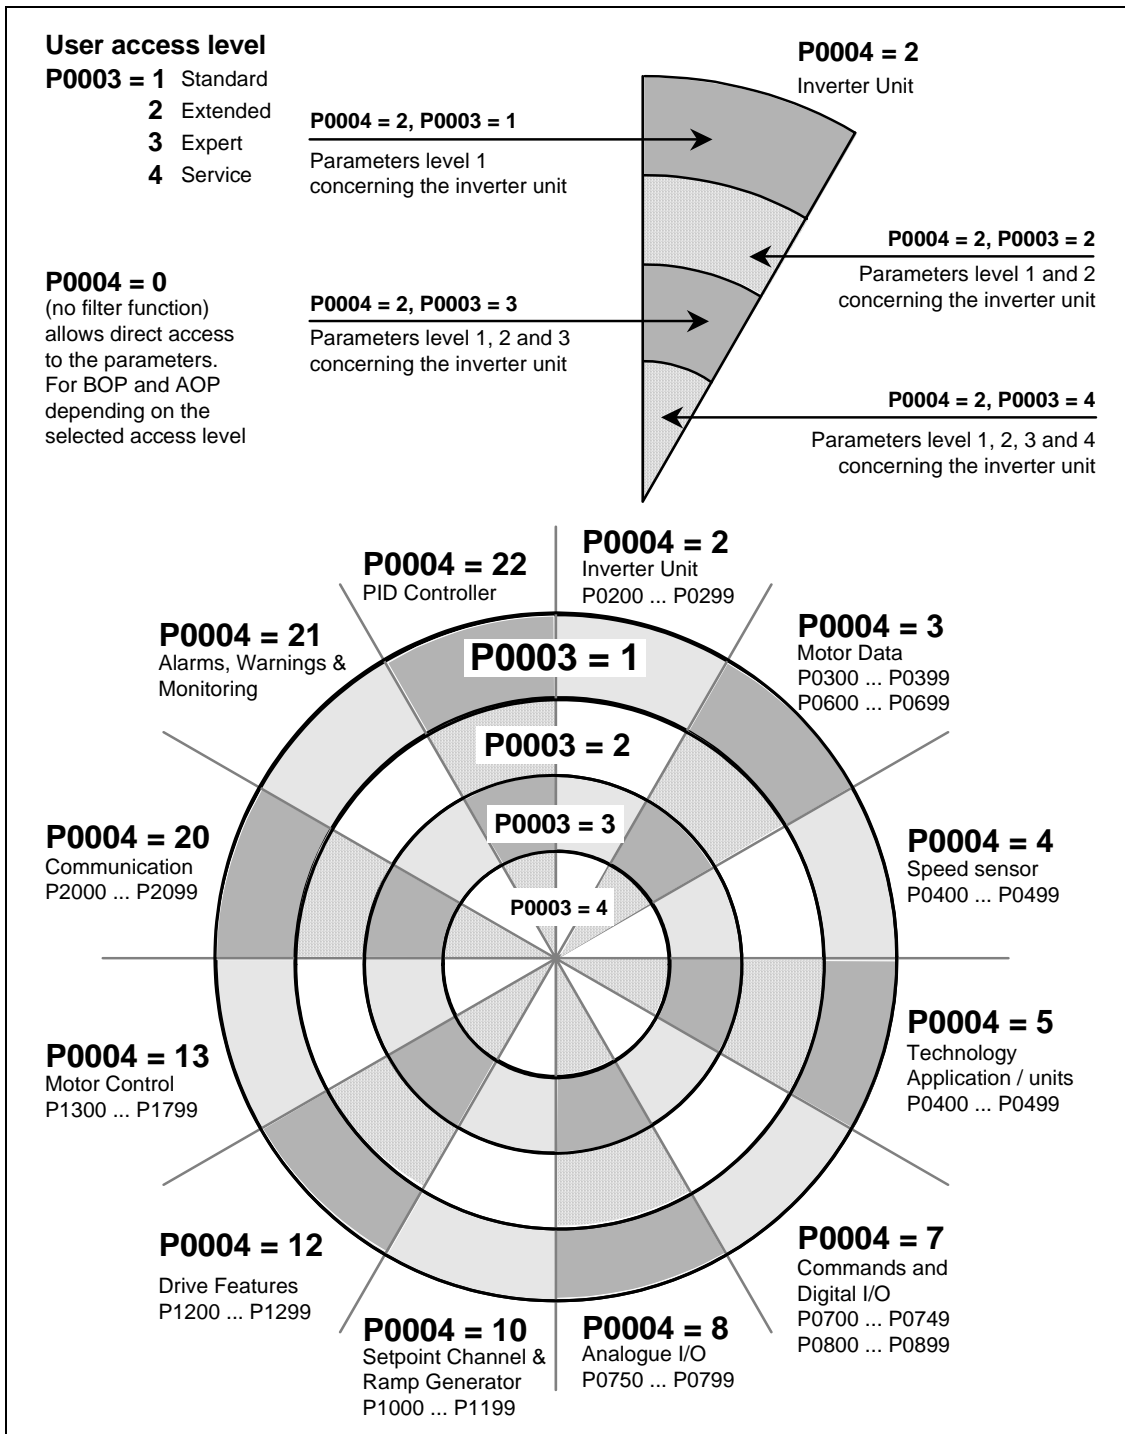 User access level
P0003 = 1 Standard
2 Extended
3 Expert
4 Service
P0004 = 2
Inverter Unit
P0004 = 2, P0003 = 1
Parameters level 1
concerning the inverter unit
P0004 = 2, P0003 = 2
Parameters level 1 and 2
concerning the inverter unit
P0004 = 0
(no filter function)
allows direct access
to the parameters.
For BOP and AOP
depending on the
selected access level
P0004 = 2, P0003 = 3
Parameters level 1, 2 and 3
concerning the inverter unit
P0004 = 2, P0003 = 4
Parameters level 1, 2, 3 and 4
concerning the inverter unit
P0004 = 2
Inverter Unit
P0200 ... P0299
P0004 = 22
PID Controller
P0004 = 21
Alarms, Warnings &
Monitoring
P0004 = 3
Motor Data
P0300 ... P0399
P0600 ... P0699
P0003 = 1
P0003 = 2
P0003 = 3
P0003 = 4
P0004 = 20
Communication
P2000 ... P2099
P0004 = 4
Speed sensor
P0400 ... P0499
P0004 = 13
Motor Control
P1300 ... P1799
P0004 = 5
Technology
Application / units
P0400 ... P0499
P0004 = 12
Drive Features
P1200 ... P1299
P0004 = 7
Commands and
Digital I/O
P0700 ... P0749
P0800 ... P0899
P0004 = 10
Setpoint Channel &
Ramp Generator
P1000 ... P1199
P0004 = 8
Analogue I/O
P0750 ... P0799